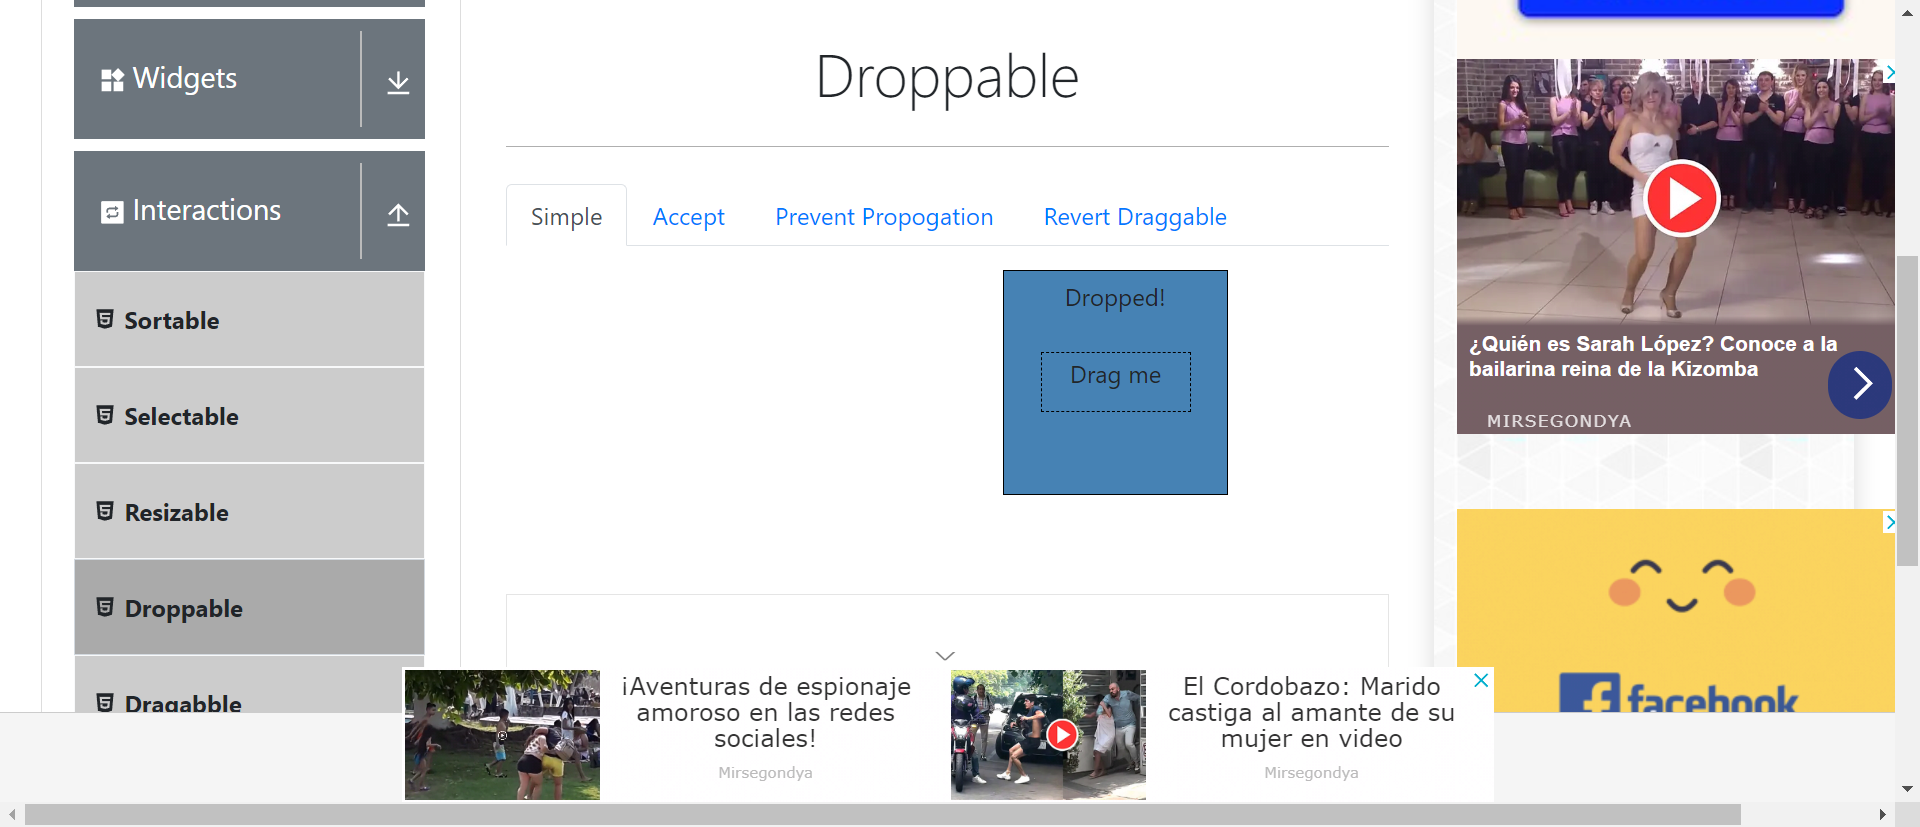 Widgets
Interactions
Sortable
Selectable
Resizable
Droppable
Dragabble
Droppable
Simple
Accept
Prevent Propogation
Revert Draggable
Dropped!
Drag me
¿Quién es Sarah López? Conoce a la
bailarina reina de la Kizomba
MIRSEGONDYA
facebook
¡Aventuras de espionaje
amoroso en las redes
sociales!
Mirsegondya
El Cordobazo: Marido
castiga al amante de su
mujer en video
Mirsegondya